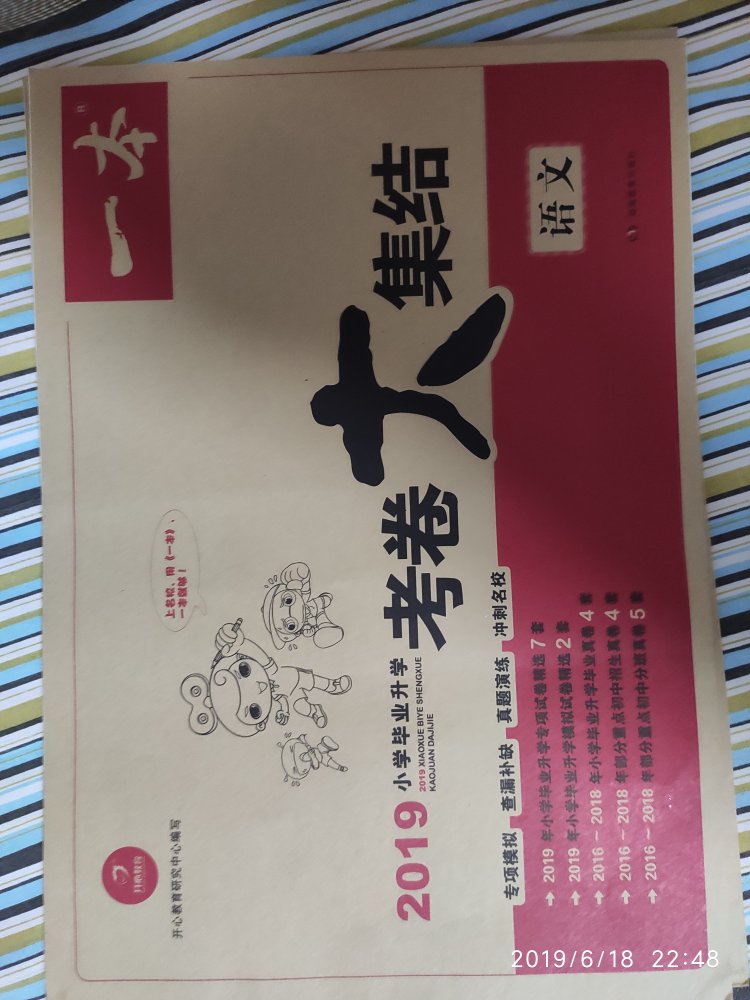 一本
®
开心教育
开心教育研究中心编写
上名校，用《一本》，
一本就够！
2019 小学毕业升学
2019 XIAOXUE BIYE SHENGXUE
KAOJUAN DAJIJIE
考卷大集结
专项模拟 查漏补缺 真题演练 冲刺名校
语文
→ 2019 年小学毕业升学专项试卷精选 7 套
→ 2019 年小学毕业升学模拟试卷精选 2 套
→ 2016~2018 年小学毕业升学毕业真卷 4 套
→ 2016~2018 年部分重点初中招生真卷 4 套
→ 2016~2018 年部分重点初中分班真卷 5 套
2019/6/18 22:48